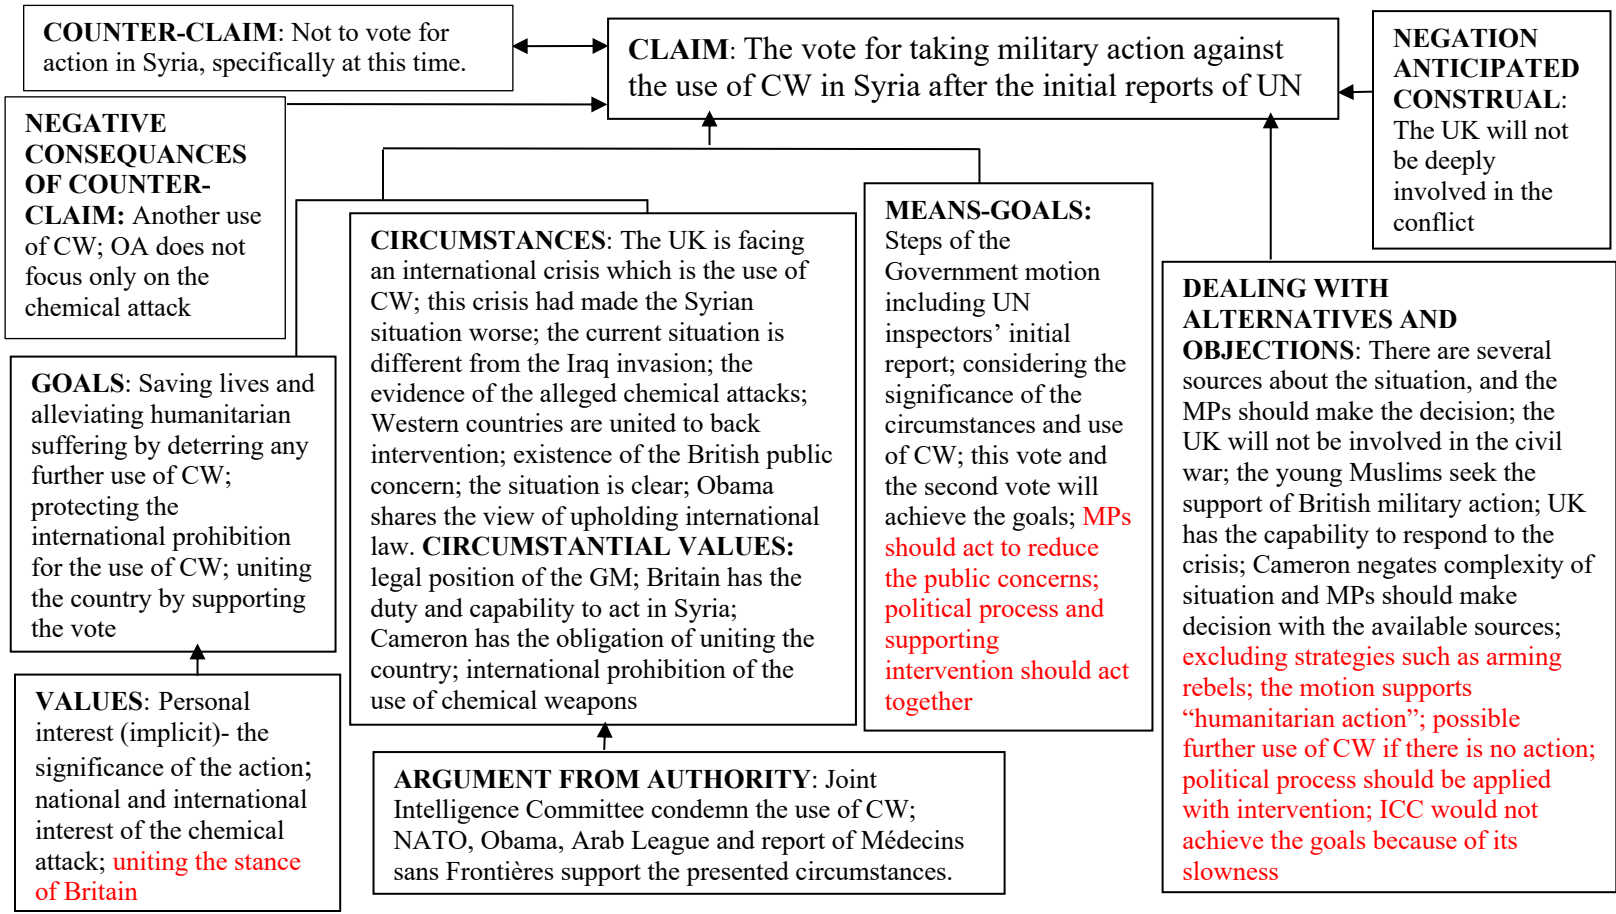 COUNTER-CLAIM: Not to vote for
action in Syria, specifically at this time.
CLAIM: The vote for taking military action against
the use of CW in Syria after the initial reports of UN
NEGATION
ANTICIPATED
CONSTRUAL:
The UK will not
be deeply
involved in the
conflict
NEGATIVE
CONSEQUANCES
OF COUNTER-
CLAIM: Another use
of CW; OA does not
focus only on the
chemical attack
GOALS: Saving lives and
alleviating humanitarian
suffering by deterring any
further use of CW;
protecting the
international prohibition
for the use of CW; uniting
the country by supporting
the vote
VALUES: Personal
interest (implicit)- the
significance of the action;
national and international
interest of the chemical
attack; uniting the stance
of Britain
CIRCUMSTANCES: The UK is facing
an international crisis which is the use of
CW; this crisis had made the Syrian
situation worse; the current situation is
different from the Iraq invasion; the
evidence of the alleged chemical attacks;
Western countries are united to back
intervention; existence of the British public
concern; the situation is clear; Obama
shares the view of upholding international
law. CIRCUMSTANTIAL VALUES:
legal position of the GM; Britain has the
duty and capability to act in Syria;
Cameron has the obligation of uniting the
country; international prohibition of the
use of chemical weapons
ARGUMENT FROM AUTHORITY: Joint
Intelligence Committee condemn the use of CW;
NATO, Obama, Arab League and report of Médecins
sans Frontières support the presented circumstances.
MEANS-GOALS:
Steps of the
Government motion
including UN
inspectors’ initial
report; considering the
significance of the
circumstances and use
of CW; this vote and
the second vote will
achieve the goals; MPs
should act to reduce
the public concerns;
political process and
supporting
intervention should act
together
DEALING WITH
ALTERNATIVES AND
OBJECTIONS: There are several
sources about the situation, and the
MPs should make the decision; the
UK will not be involved in the civil
war; the young Muslims seek the
support of British military action; UK
has the capability to respond to the
crisis; Cameron negates complexity of
situation and MPs should make
decision with the available sources;
excluding strategies such as arming
rebels; the motion supports
“humanitarian action”; possible
further use of CW if there is no action;
political process should be applied
with intervention; ICC would not
achieve the goals because of its
slowness